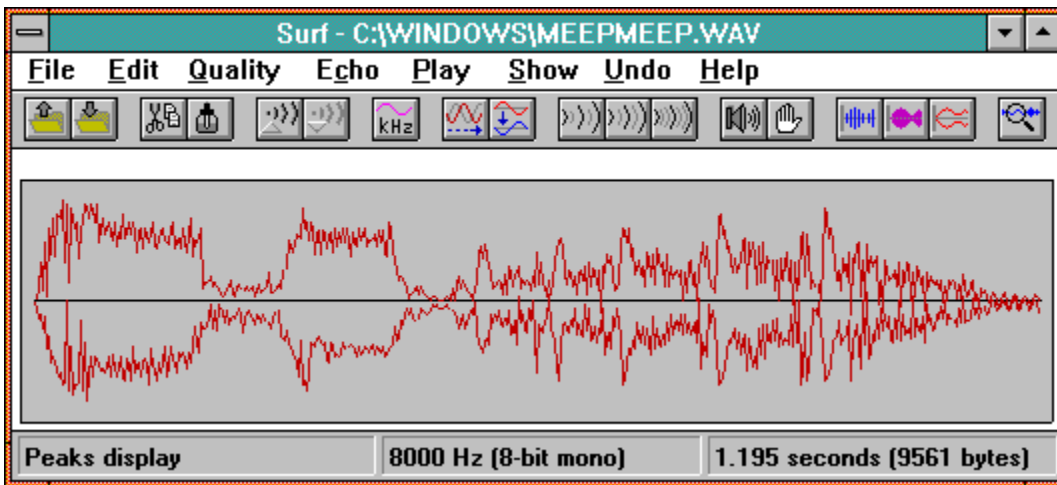 Surf - C:\WINDOWS\MEEPMEEP.WAV
File Edit Quality Echo Play Show Undo Help
kHz
Peaks display 8000 Hz (8-bit mono) 1.195 seconds (9561 bytes)